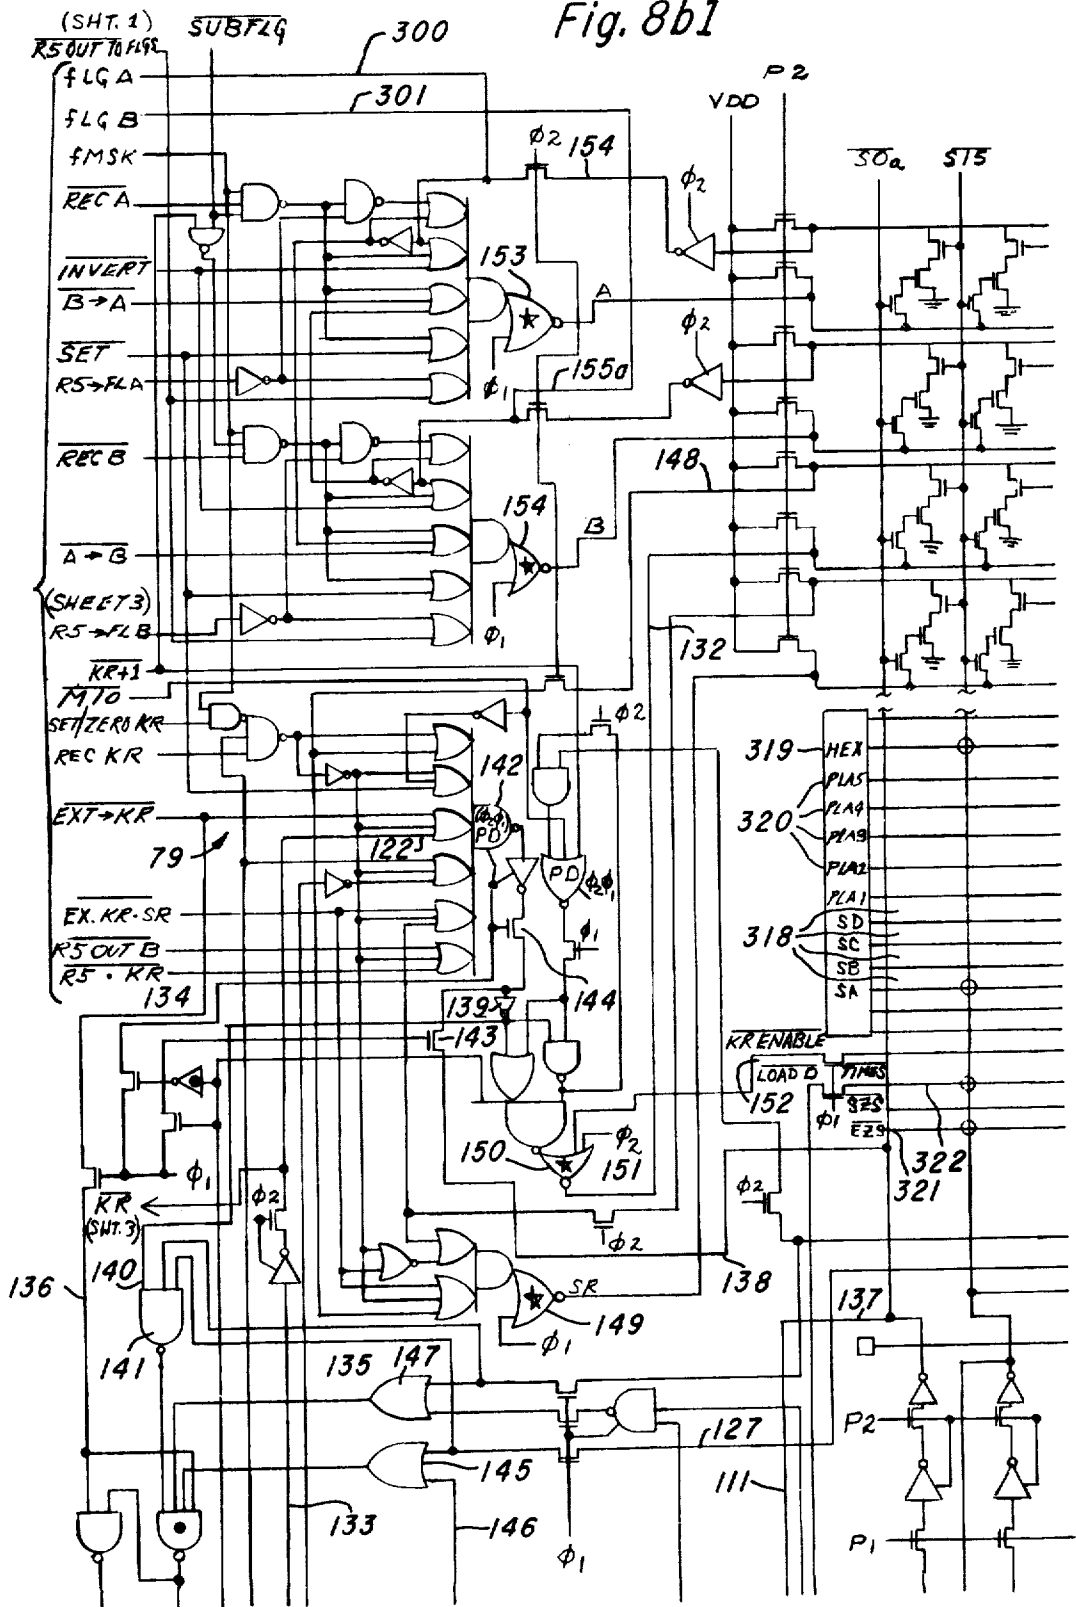 Fig. 8b1
(SHT. 1)
R5 OUT TO FLGS
SUBFLG
300
fLG A
301
fLG B
fMSK
REC A
INVERT
B→A
SET
R5→FLA
REC B
A→B
(SHEET 3)
R5→FLB
KR+1
MTO
SET/ZERO KR
REC KR
EXT→KR
79
EX. KR·SR
R5 OUT B
R5 · KR
134
P2
VDD
SOa
S15
ϕ2
154
ϕ2
153
A
ϕ1
ϕ2
155a
148
154
B
ϕ1
132
ϕ2
142
(ϕ2ϕ1)
PD
122
PD
ϕ2ϕ1
ϕ1
144
139
143
319
HEX
PLA5
PLA4
320
PLA3
PLA2
PLA1
SD
318
SC
SB
SA
KR ENABLE
LOAD D
TIMES
152
ϕ1
SZS
EZS
322
321
150
ϕ2
151
ϕ1
KR
(SHT. 3)
ϕ2
ϕ2
ϕ2
138
136
140
141
SR
149
ϕ1
137
135
147
127
145
P2
111
133
146
ϕ1
P1